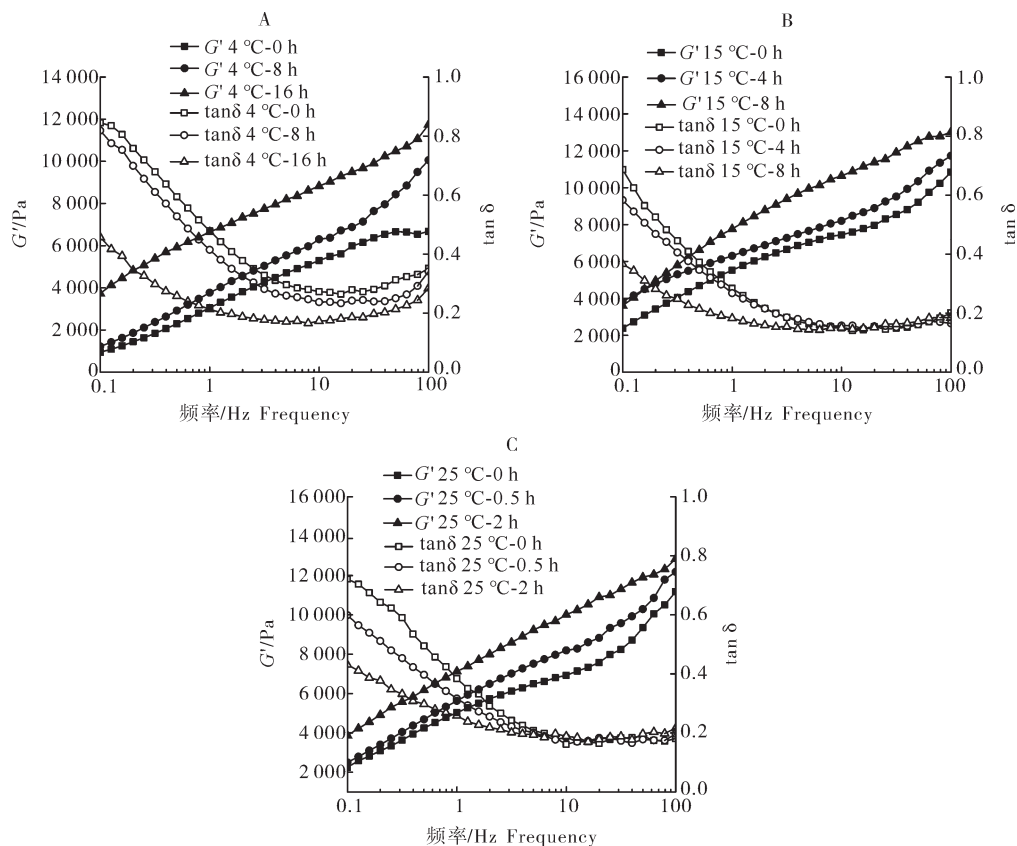 A
G' 4 ℃-0 h
G' 4 ℃-8 h
G' 4 ℃-16 h
tanδ 4 ℃-0 h
tanδ 4 ℃-8 h
tanδ 4 ℃-16 h
14 000
12 000
10 000
8 000
6 000
4 000
2 000
0
G'/Pa
1.0
0.8
0.6
0.4
0.2
0.0
tan δ
0.1
1
10
100
频率/Hz Frequency
B
G' 15 ℃-0 h
G' 15 ℃-4 h
G' 15 ℃-8 h
tanδ 15 ℃-0 h
tanδ 15 ℃-4 h
tanδ 15 ℃-8 h
16 000
14 000
12 000
10 000
8 000
6 000
4 000
2 000
0
G'/Pa
1.0
0.8
0.6
0.4
0.2
0.0
tan δ
0.1
1
10
100
频率/Hz Frequency
C
G' 25 ℃-0 h
G' 25 ℃-0.5 h
G' 25 ℃-2 h
tanδ 25 ℃-0 h
tanδ 25 ℃-0.5 h
tanδ 25 ℃-2 h
16 000
14 000
12 000
10 000
8 000
6 000
4 000
2 000
G'/Pa
1.0
0.8
0.6
0.4
0.2
0.0
tan δ
0.1
1
10
100
频率/Hz Frequency